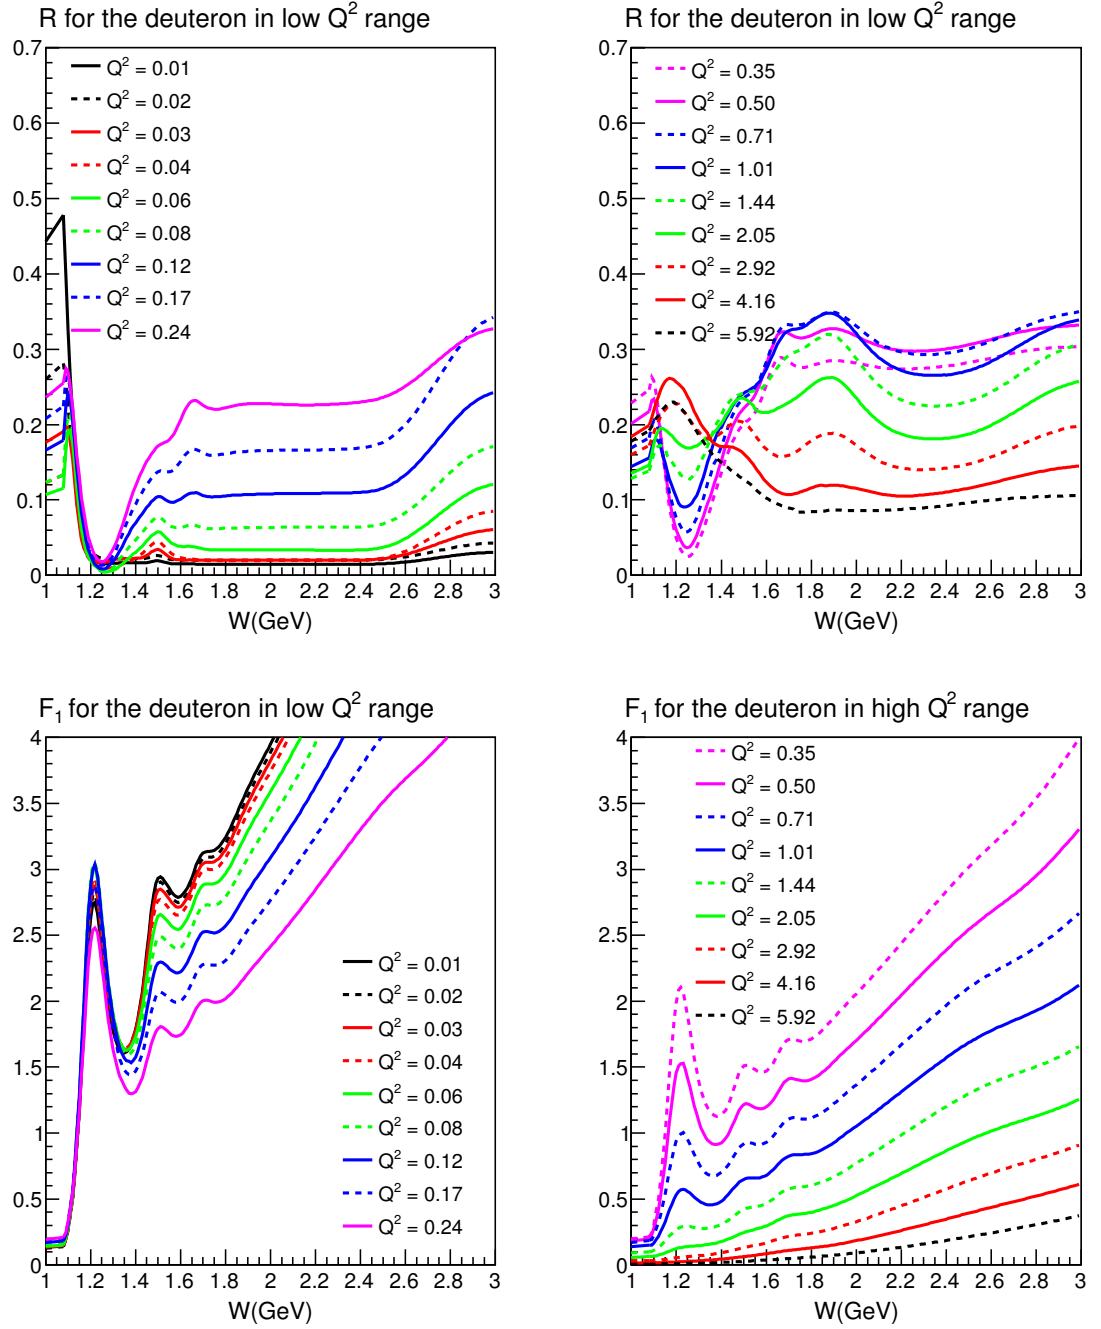 R for the deuteron in low Q² range
0.7
0.6
0.5
0.4
0.3
0.2
0.1
0
Q² = 0.01
Q² = 0.02
Q² = 0.03
Q² = 0.04
Q² = 0.06
Q² = 0.08
Q² = 0.12
Q² = 0.17
Q² = 0.24
1 1.2 1.4 1.6 1.8 2 2.2 2.4 2.6 2.8 3
W(GeV)
R for the deuteron in low Q² range
0.7
0.6
0.5
0.4
0.3
0.2
0.1
0
Q² = 0.35
Q² = 0.50
Q² = 0.71
Q² = 1.01
Q² = 1.44
Q² = 2.05
Q² = 2.92
Q² = 4.16
Q² = 5.92
1 1.2 1.4 1.6 1.8 2 2.2 2.4 2.6 2.8 3
W(GeV)
F₁ for the deuteron in low Q² range
4
3.5
3
2.5
2
1.5
1
0.5
0
Q² = 0.01
Q² = 0.02
Q² = 0.03
Q² = 0.04
Q² = 0.06
Q² = 0.08
Q² = 0.12
Q² = 0.17
Q² = 0.24
1 1.2 1.4 1.6 1.8 2 2.2 2.4 2.6 2.8 3
W(GeV)
F₁ for the deuteron in high Q² range
4
3.5
3
2.5
2
1.5
1
0.5
0
Q² = 0.35
Q² = 0.50
Q² = 0.71
Q² = 1.01
Q² = 1.44
Q² = 2.05
Q² = 2.92
Q² = 4.16
Q² = 5.92
1 1.2 1.4 1.6 1.8 2 2.2 2.4 2.6 2.8 3
W(GeV)